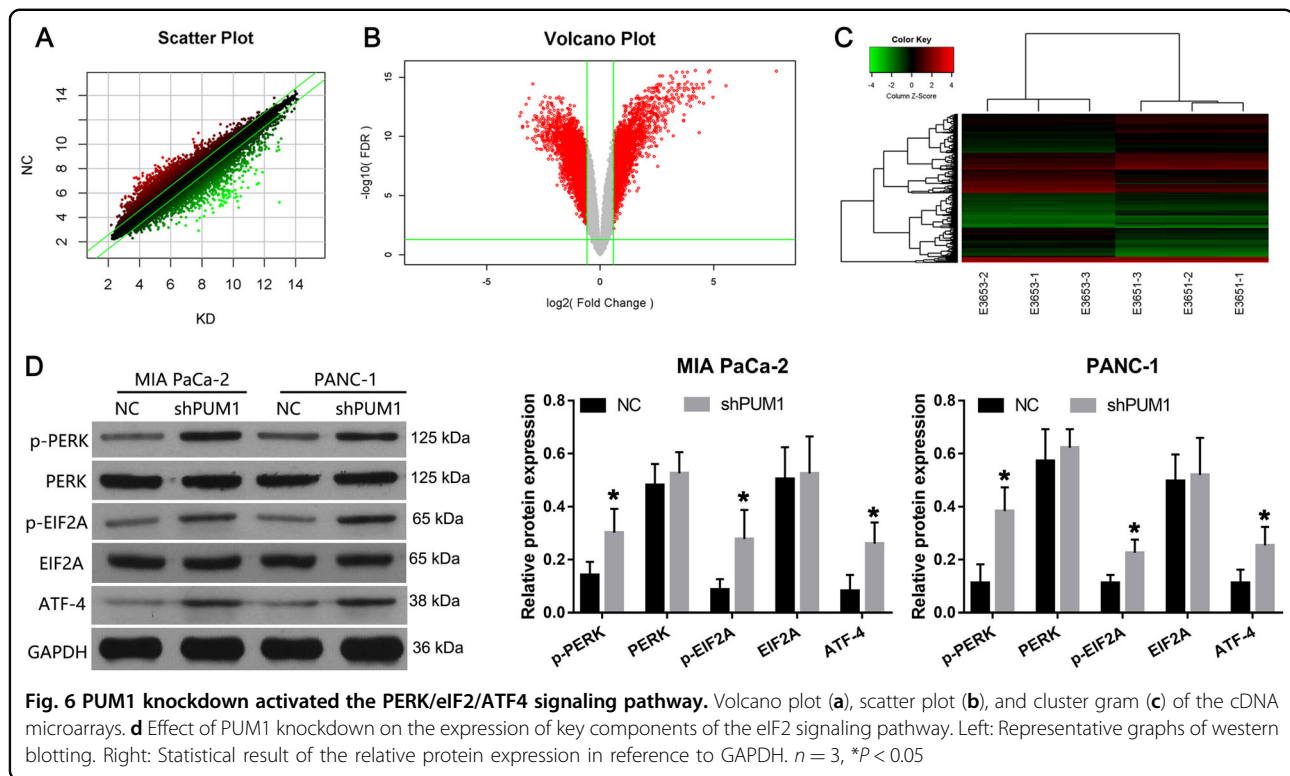 A
Scatter Plot
NC
14
10
8
6
4
2
2 4 6 8 10 12 14
KD
B
Volcano Plot
-log10( FDR )
15
10
5
0
-5 0 5
log2( Fold Change )
C
Color Key
-4 -2 0 2 4
Column Z-Score
E3653-2
E3653-1
E3653-3
E3651-3
E3651-2
E3651-1
D
MIA PaCa-2 PANC-1
NC shPUM1 NC shPUM1
p-PERK 125 kDa
PERK 125 kDa
p-EIF2A 65 kDa
EIF2A 65 kDa
ATF-4 38 kDa
GAPDH 36 kDa
MIA PaCa-2
NC shPUM1
Relative protein expression
0.8
0.6
0.4
0.2
0.0
* * *
p-PERK PERK p-EIF2A EIF2A ATF-4
PANC-1
NC shPUM1
Relative protein expression
0.8
0.6
0.4
0.2
0.0
* * *
p-PERK PERK p-EIF2A EIF2A ATF-4
Fig. 6 PUM1 knockdown activated the PERK/eIF2/ATF4 signaling pathway. Volcano plot (a), scatter plot (b), and cluster gram (c) of the cDNA
microarrays. d Effect of PUM1 knockdown on the expression of key components of the eIF2 signaling pathway. Left: Representative graphs of western
blotting. Right: Statistical result of the relative protein expression in reference to GAPDH. n = 3, *P < 0.05